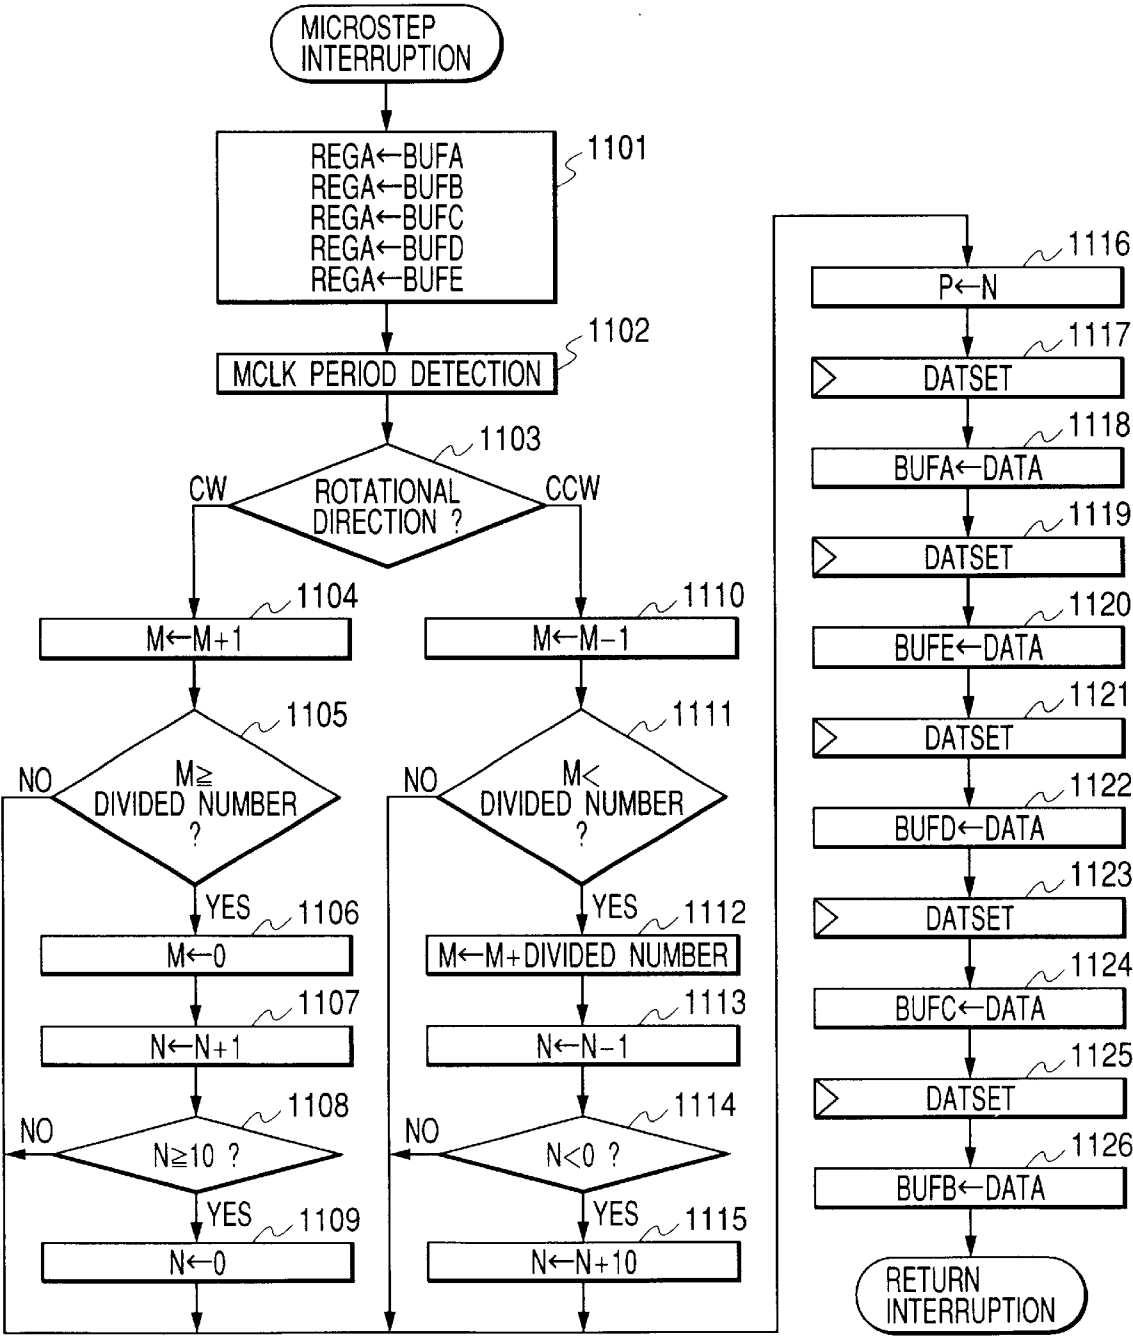 MICROSTEP
INTERRUPTION
1101
REGA←BUFA
REGA←BUFB
REGA←BUFC
REGA←BUFD
REGA←BUFE
1102
MCLK PERIOD DETECTION
1103
CW
ROTATIONAL
DIRECTION ?
CCW
1104
M←M+1
1105
NO
M≧
DIVIDED NUMBER
?
YES
1106
M←0
1107
N←N+1
1108
NO
N≧10 ?
YES
1109
N←0
1110
M←M−1
1111
NO
M<
DIVIDED NUMBER
?
YES
1112
M←M+DIVIDED NUMBER
1113
N←N−1
1114
NO
N<0 ?
YES
1115
N←N+10
1116
P←N
1117
DATSET
1118
BUFA←DATA
1119
DATSET
1120
BUFE←DATA
1121
DATSET
1122
BUFD←DATA
1123
DATSET
1124
BUFC←DATA
1125
DATSET
1126
BUFB←DATA
RETURN
INTERRUPTION